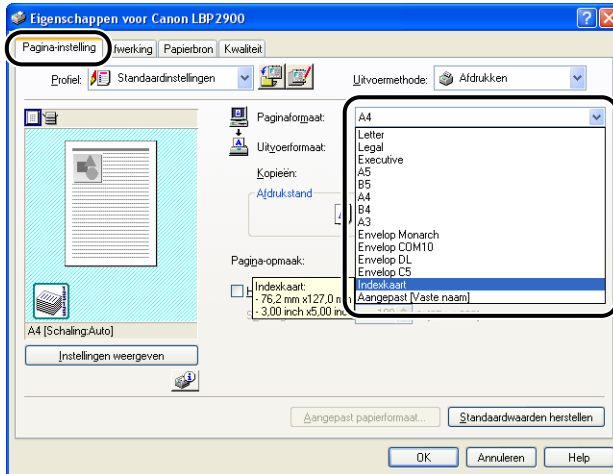 Eigenschappen voor Canon LBP2900
Pagina-instelling
fwerking
Papierbron
Kwaliteit
Profiel:
Standaardinstellingen
Uitvoermethode:
Afdrukken
Paginaformaat:
A4
Uitvoerformaat:
Kopieën:
Afdrukstand
A
Letter
Legal
Executive
A5
B5
A4
B4
A3
Envelop Monarch
Envelop COM10
Envelop DL
Envelop C5
Indexkaart
Aangepast [Vaste naam]
Pagina-opmaak:
H
Indexkaart:
- 76,2 mm x127,0 m
- 3,00 inch x5,00 inc
A4 [Schaling:Auto]
Instellingen weergeven
Aangepast papierformaat...
Standaardwaarden herstellen
OK
Annuleren
Help